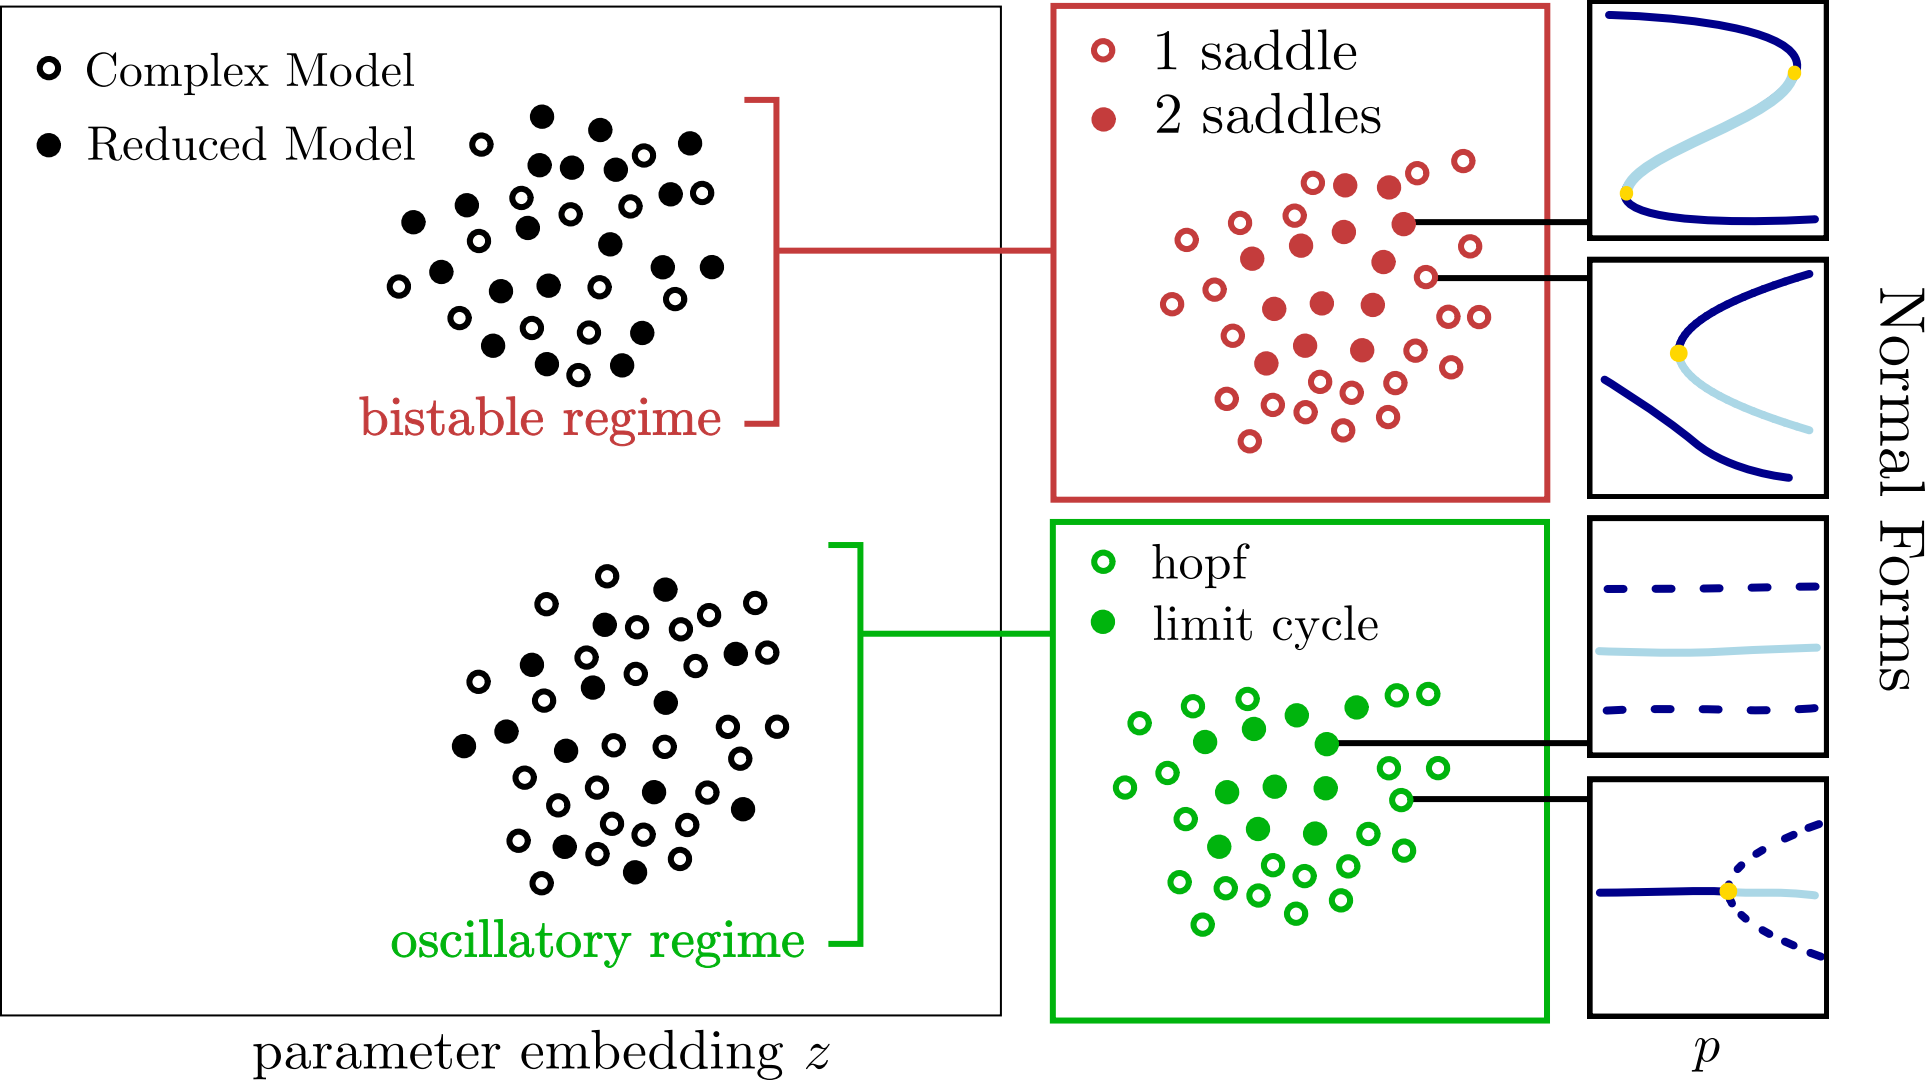 Complex Model
Reduced Model
bistable regime
oscillatory regime
parameter embedding z
1 saddle
2 saddles
hopf
limit cycle
Normal Forms
p